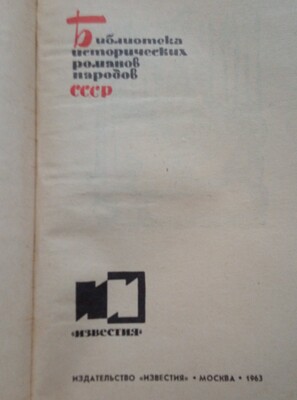 Библиотека
исторических
романов
народов
СССР
«ИЗВЕСТИЯ»
ИЗДАТЕЛЬСТВО «ИЗВЕСТИЯ» • МОСКВА • 1963